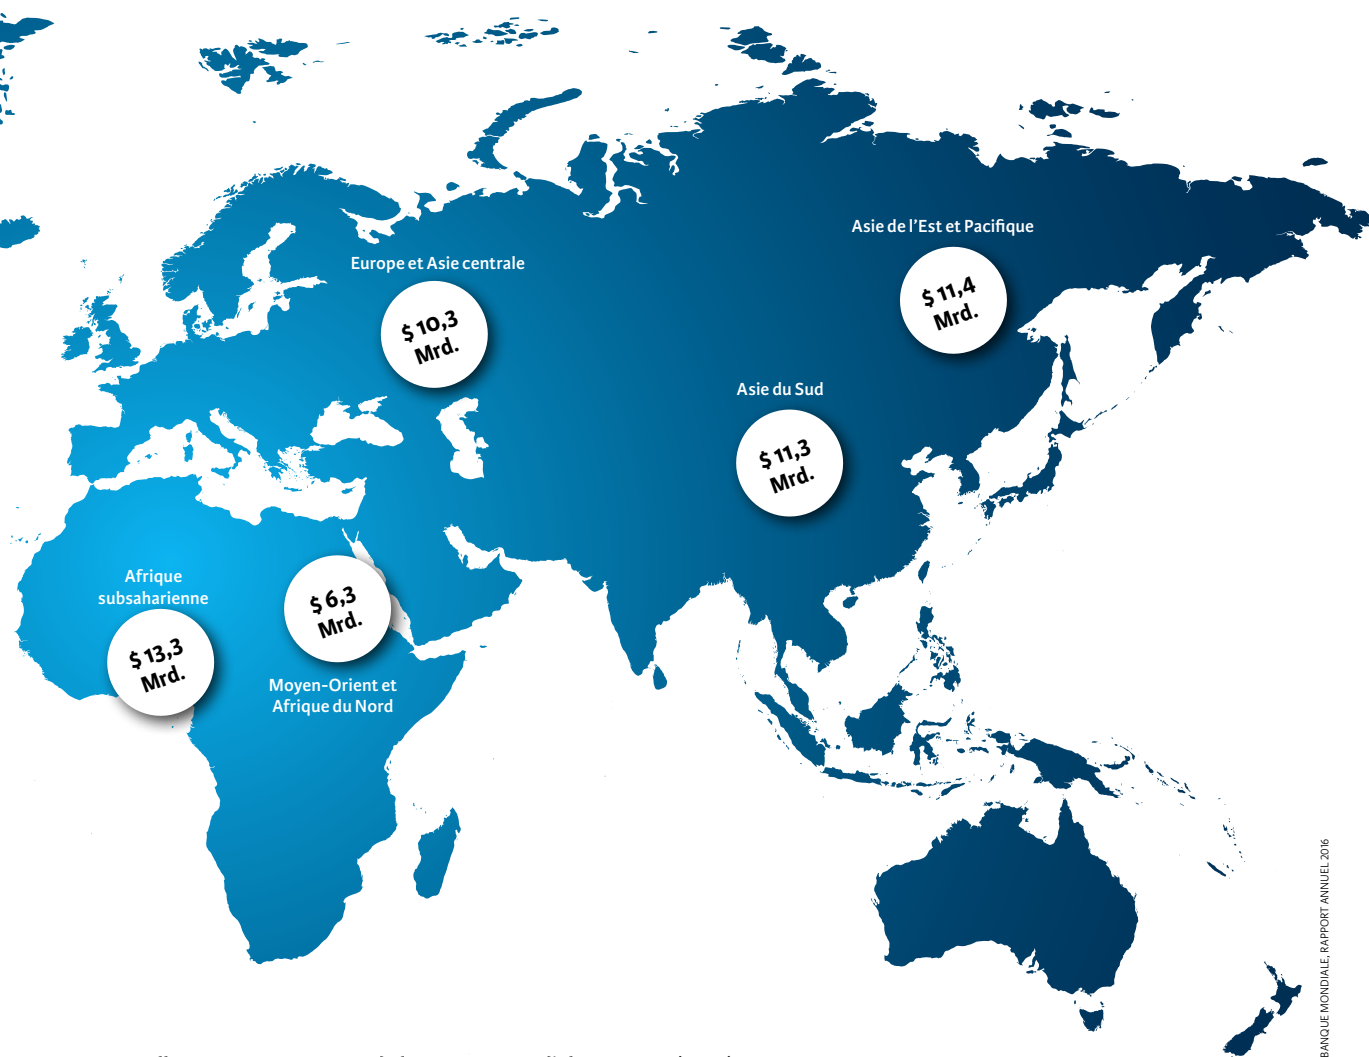 Asie de l’Est et Pacifique
$ 11,4
Mrd.
Europe et Asie centrale
$ 10,3
Mrd.
Asie du Sud
$ 11,3
Mrd.
Afrique
subsaharienne
$ 13,3
Mrd.
$ 6,3
Mrd.
Moyen-Orient et
Afrique du Nord
BANQUE MONDIALE, RAPPORT ANNUEL 2016